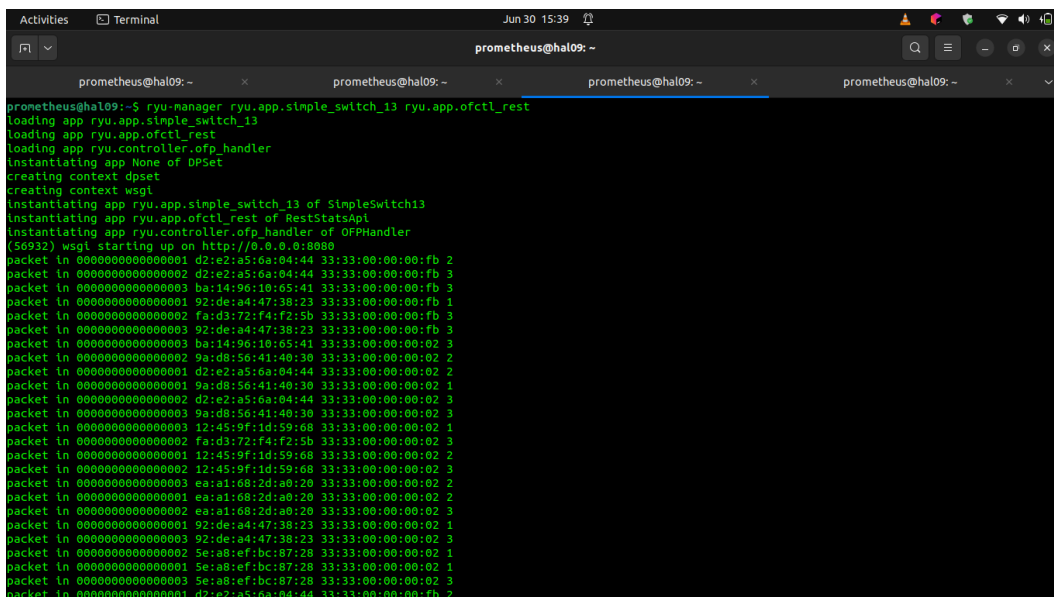 Activities Terminal Jun 30 15:39
prometheus@hal09: ~
prometheus@hal09: ~ × prometheus@hal09: ~ × prometheus@hal09: ~ × prometheus@hal09: ~ ×
prometheus@hal09:~$ ryu-manager ryu.app.simple_switch_13 ryu.app.ofctl_rest
loading app ryu.app.simple_switch_13
loading app ryu.app.ofctl_rest
loading app ryu.controller.ofp_handler
instantiating app None of DPSet
creating context dpset
creating context wsgi
instantiating app ryu.app.simple_switch_13 of SimpleSwitch13
instantiating app ryu.app.ofctl_rest of RestStatsApi
instantiating app ryu.controller.ofp_handler of OFPHandler
(56932) wsgi starting up on http://0.0.0.0:8080
packet in 0000000000000001 d2:e2:a5:6a:04:44 33:33:00:00:00:fb 2
packet in 0000000000000002 d2:e2:a5:6a:04:44 33:33:00:00:00:fb 3
packet in 0000000000000003 ba:14:96:10:65:41 33:33:00:00:00:fb 3
packet in 0000000000000001 92:de:a4:47:38:23 33:33:00:00:00:fb 1
packet in 0000000000000002 fa:d3:72:f4:f2:5b 33:33:00:00:00:fb 3
packet in 0000000000000003 92:de:a4:47:38:23 33:33:00:00:00:fb 3
packet in 0000000000000003 ba:14:96:10:65:41 33:33:00:00:00:02 3
packet in 0000000000000002 9a:d8:56:41:40:30 33:33:00:00:00:02 2
packet in 0000000000000001 d2:e2:a5:6a:04:44 33:33:00:00:00:02 2
packet in 0000000000000001 9a:d8:56:41:40:30 33:33:00:00:00:02 1
packet in 0000000000000002 d2:e2:a5:6a:04:44 33:33:00:00:00:02 3
packet in 0000000000000003 9a:d8:56:41:40:30 33:33:00:00:00:02 3
packet in 0000000000000003 12:45:9f:1d:59:68 33:33:00:00:00:02 1
packet in 0000000000000002 fa:d3:72:f4:f2:5b 33:33:00:00:00:02 3
packet in 0000000000000001 12:45:9f:1d:59:68 33:33:00:00:00:02 2
packet in 0000000000000002 12:45:9f:1d:59:68 33:33:00:00:00:02 3
packet in 0000000000000003 ea:a1:68:2d:a0:20 33:33:00:00:00:02 2
packet in 0000000000000001 ea:a1:68:2d:a0:20 33:33:00:00:00:02 2
packet in 0000000000000002 ea:a1:68:2d:a0:20 33:33:00:00:00:02 3
packet in 0000000000000001 92:de:a4:47:38:23 33:33:00:00:00:02 1
packet in 0000000000000003 92:de:a4:47:38:23 33:33:00:00:00:02 3
packet in 0000000000000002 5e:a8:ef:bc:87:28 33:33:00:00:00:02 1
packet in 0000000000000001 5e:a8:ef:bc:87:28 33:33:00:00:00:02 1
packet in 0000000000000003 5e:a8:ef:bc:87:28 33:33:00:00:00:02 3
packet in 0000000000000001 d2:e2:a5:6a:04:44 33:33:00:00:00:fb 2